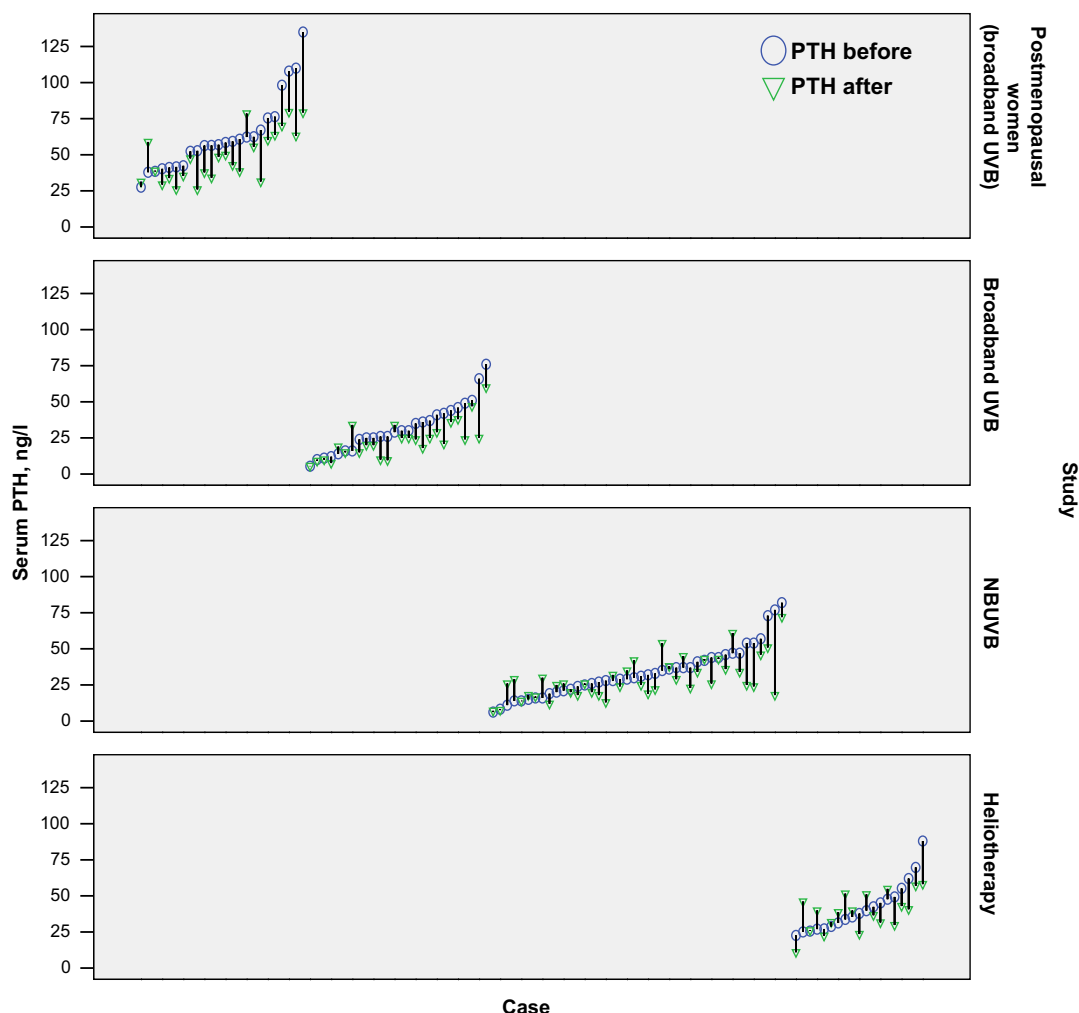 PTH before
PTH after
125
100
75
50
25
0
Postmenopausal
women
(broadband UVB)
125
100
75
50
25
0
Broadband UVB
125
100
75
50
25
0
NBUVB
125
100
75
50
25
0
Heliotherapy
Serum PTH, ng/l
Study
Case